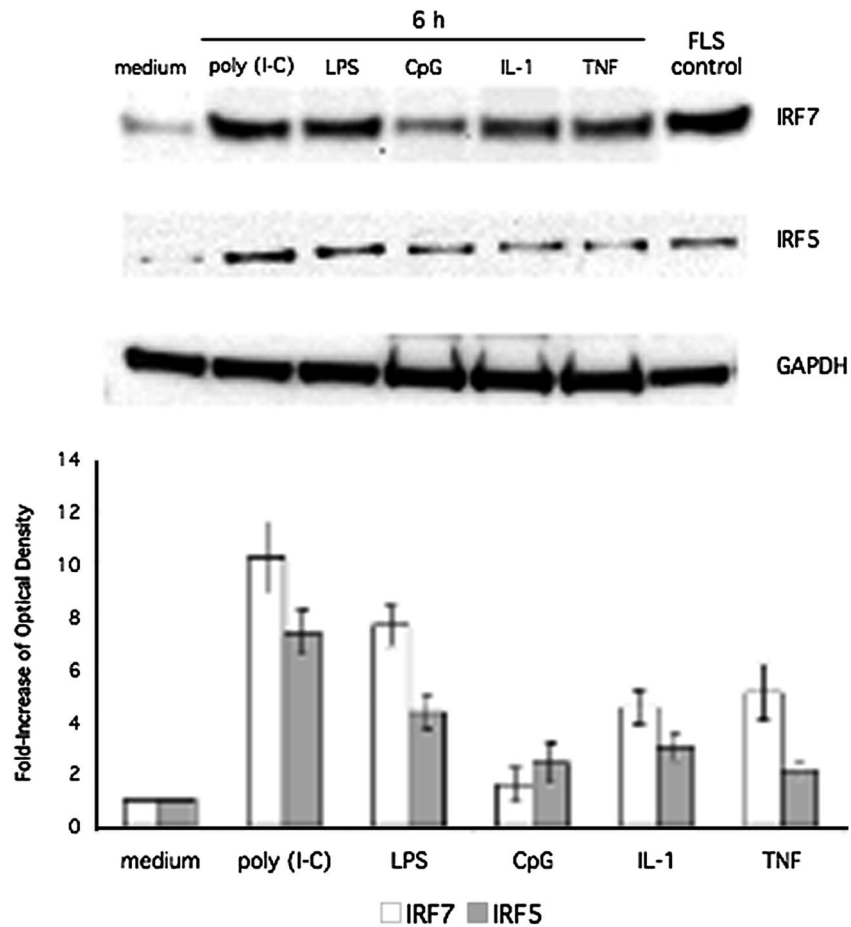 6 h
medium poly (I-C) LPS CpG IL-1 TNF FLS control
IRF7
IRF5
GAPDH
Fold-Increase of Optical Density
14
12
10
8
6
4
2
0
medium poly (I-C) LPS CpG IL-1 TNF
IRF7 IRF5